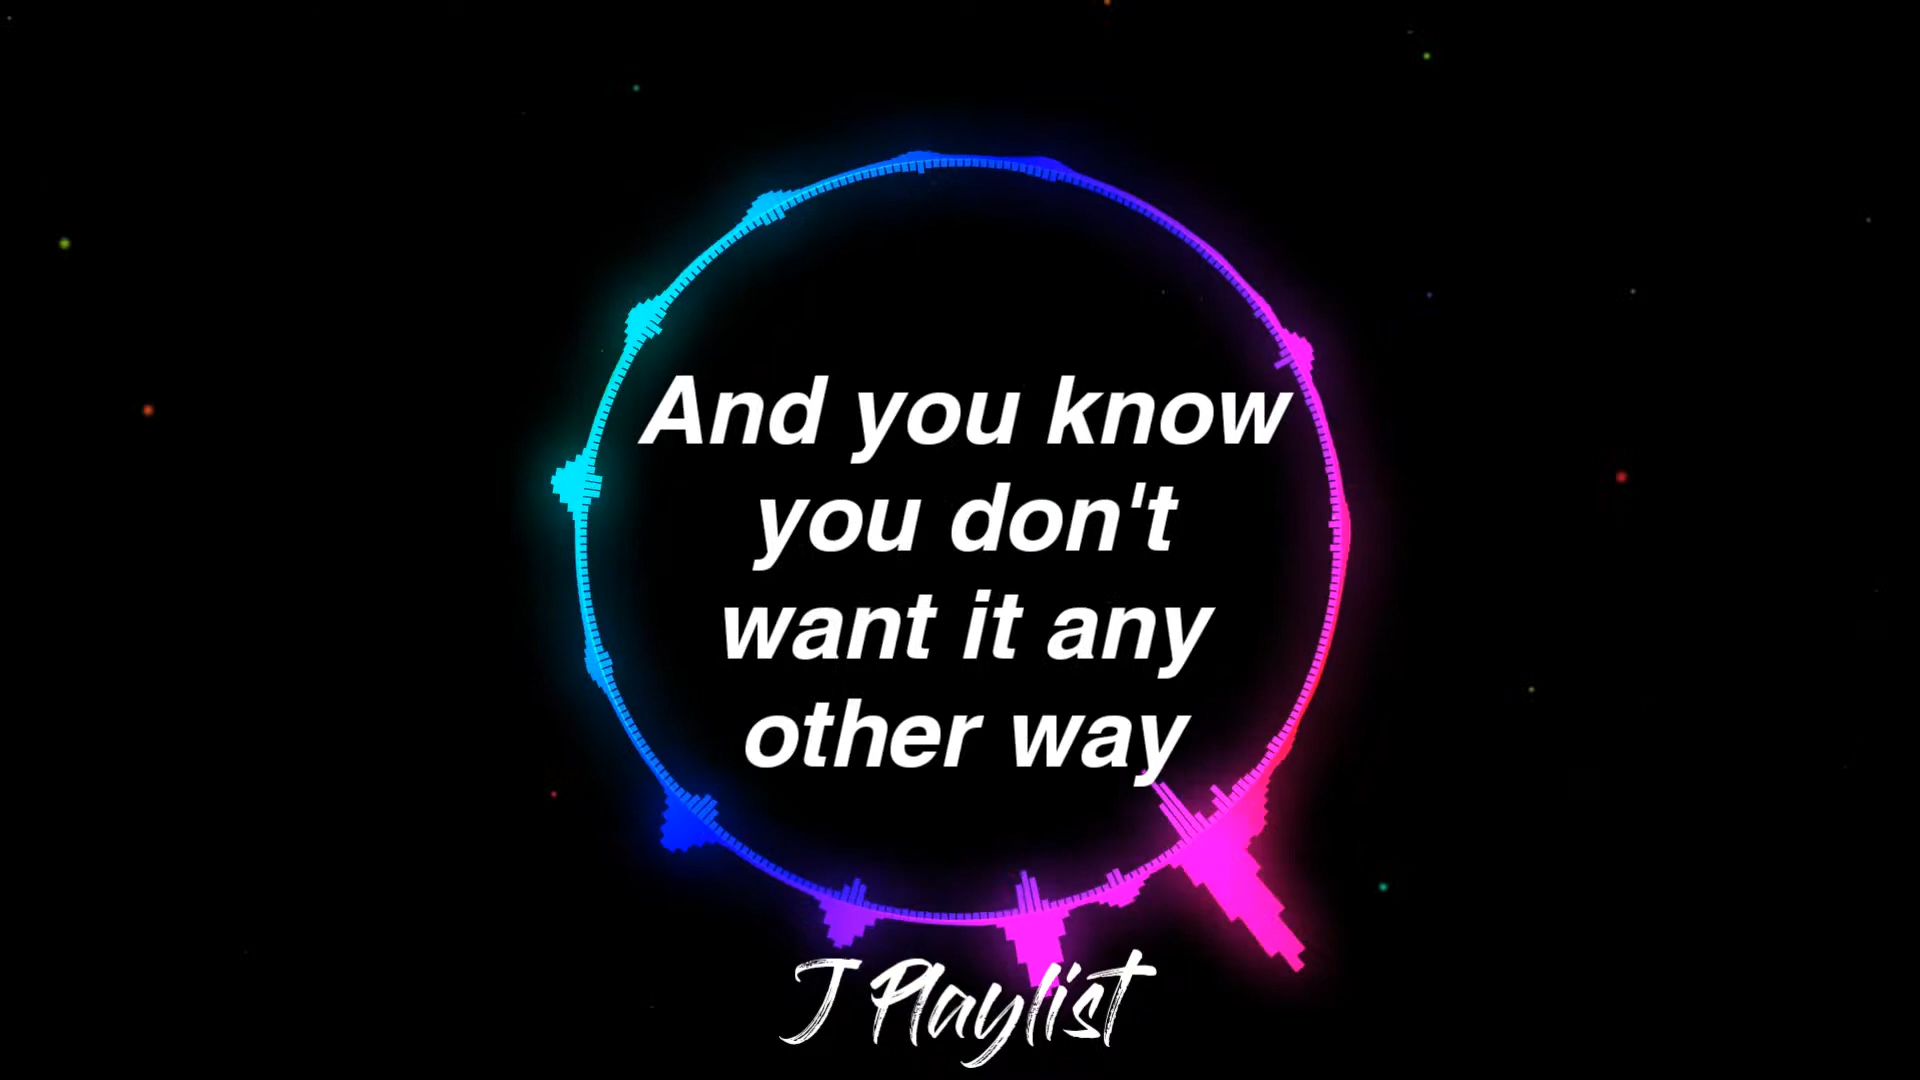 And you know
you don't
want it any
other way
J Playlist